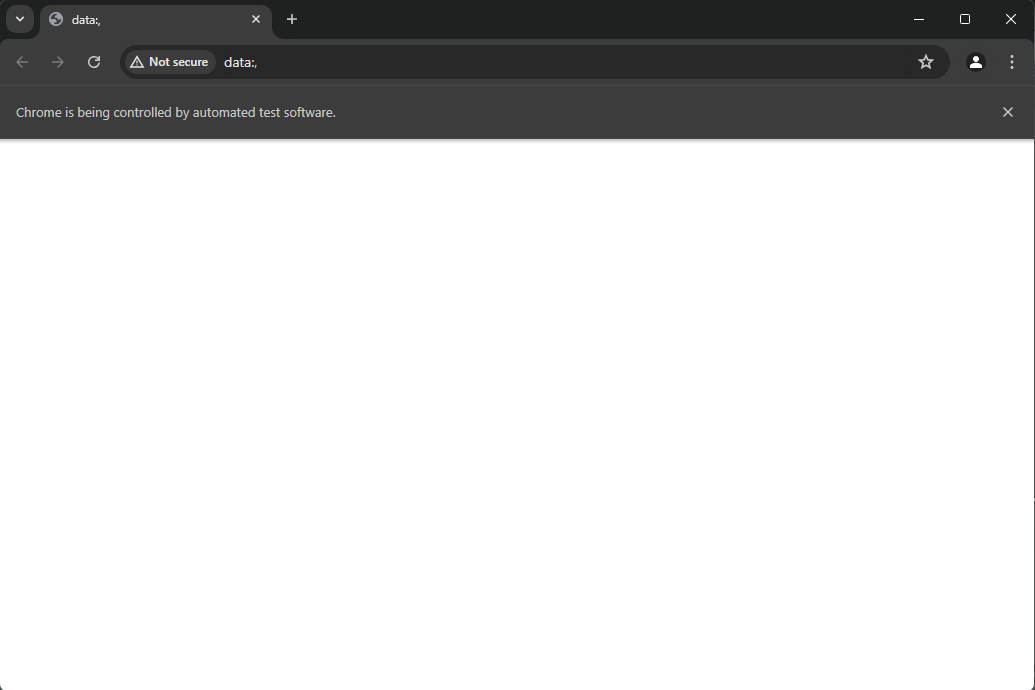 data:,
Not secure data:,
Chrome is being controlled by automated test software.